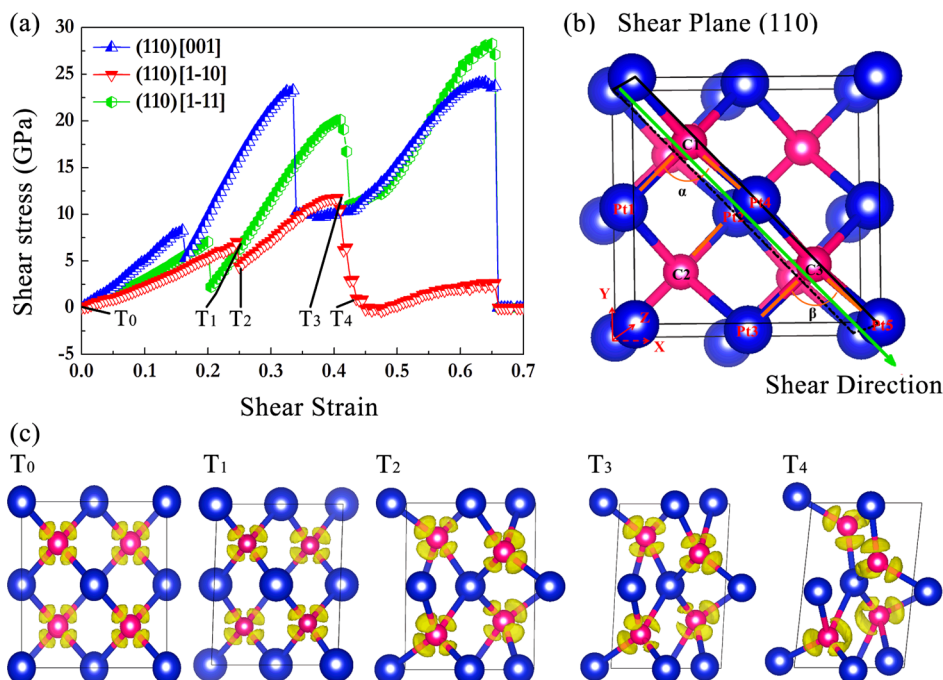 (a)
Shear stress (GPa)
30
25
20
15
10
5
0
-5
(110)[001]
(110)[1-10]
(110)[1-11]
T0
T1
T2
T3
T4
0.0 0.1 0.2 0.3 0.4 0.5 0.6 0.7
Shear Strain
(b)
Shear Plane (110)
C1
α
Pt1
Pt4
C2
C3
β
Pt3
Pt5
Y
Z
X
Shear Direction
(c)
T0 T1 T2 T3 T4